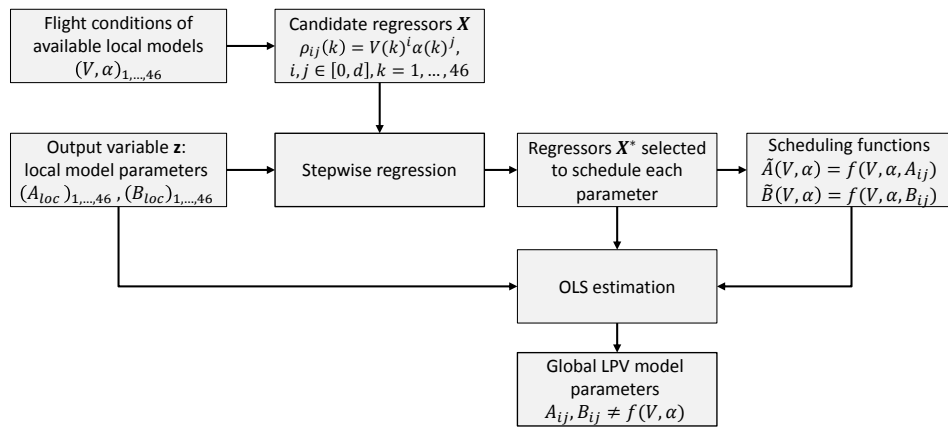 Flight conditions of
available local models
(V, α)₁,…,₄₆
Candidate regressors X
ρᵢⱼ(k) = V(k)ⁱα(k)ʲ,
i, j ∈ [0, d], k = 1, … , 46
Output variable z:
local model parameters
(A_loc)₁,…,₄₆ , (B_loc)₁,…,₄₆
Stepwise regression
Regressors X* selected
to schedule each
parameter
Scheduling functions
Ã(V, α) = f(V, α, Aᵢⱼ)
B̃(V, α) = f(V, α, Bᵢⱼ)
OLS estimation
Global LPV model
parameters
Aᵢⱼ, Bᵢⱼ ≠ f(V, α)